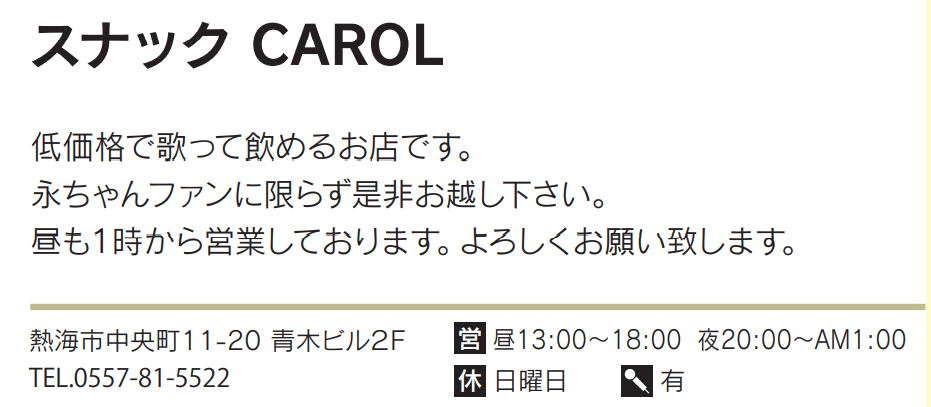 スナック CAROL
低価格で歌って飲めるお店です。
永ちゃんファンに限らず是非お越し下さい。
昼も1時から営業しております。よろしくお願い致します。
熱海市中央町11-20 青木ビル2F
TEL.0557-81-5522
営 昼13:00〜18:00 夜20:00〜AM1:00
休 日曜日 有